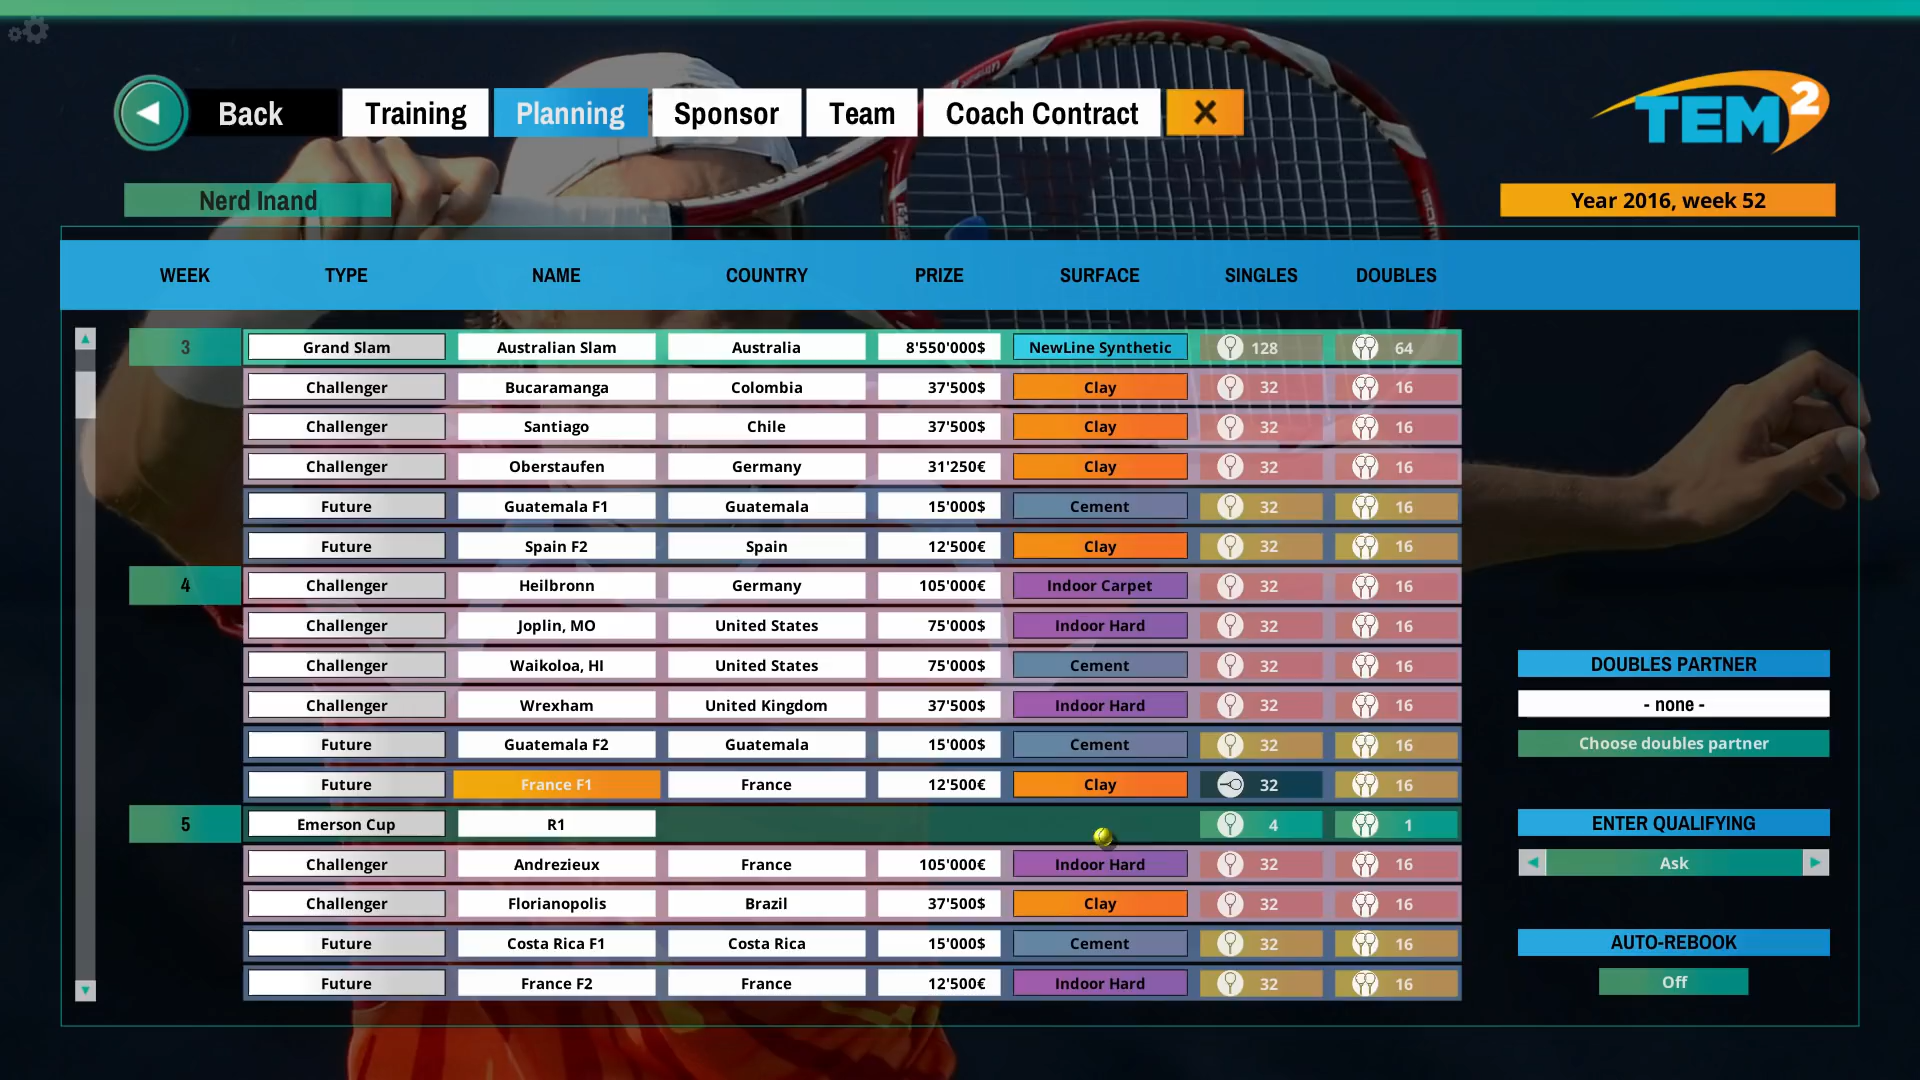 Back Training Planning Sponsor Team Coach Contract X
TEM2
Nerd Inand
Year 2016, week 52
WEEK TYPE NAME COUNTRY PRIZE SURFACE SINGLES DOUBLES
3 Grand Slam Australian Slam Australia 8'550'000$ NewLine Synthetic 128 64
Challenger Bucaramanga Colombia 37'500$ Clay 32 16
Challenger Santiago Chile 37'500$ Clay 32 16
Challenger Oberstaufen Germany 31'250€ Clay 32 16
Future Guatemala F1 Guatemala 15'000$ Cement 32 16
Future Spain F2 Spain 12'500€ Clay 32 16
4 Challenger Heilbronn Germany 105'000€ Indoor Carpet 32 16
Challenger Joplin, MO United States 75'000$ Indoor Hard 32 16
Challenger Waikoloa, HI United States 75'000$ Cement 32 16
Challenger Wrexham United Kingdom 37'500$ Indoor Hard 32 16
Future Guatemala F2 Guatemala 15'000$ Cement 32 16
Future France F1 France 12'500€ Clay 32 16
5 Emerson Cup R1 4 1
Challenger Andrezieux France 105'000€ Indoor Hard 32 16
Challenger Florianopolis Brazil 37'500$ Clay 32 16
Future Costa Rica F1 Costa Rica 15'000$ Cement 32 16
Future France F2 France 12'500€ Indoor Hard 32 16
DOUBLES PARTNER
- none -
Choose doubles partner
ENTER QUALIFYING
Ask
AUTO-REBOOK
Off